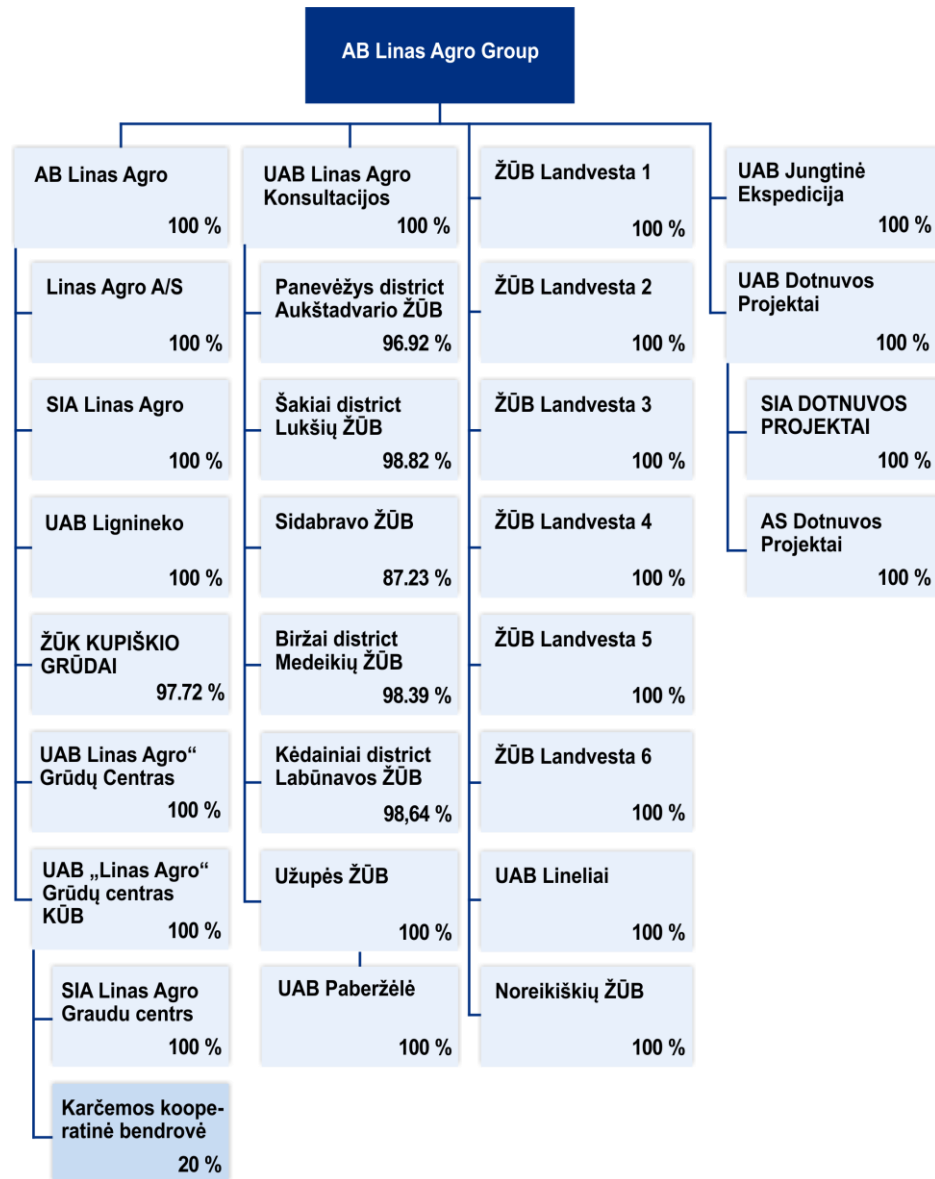 AB Linas Agro Group
AB Linas Agro
100 %
Linas Agro A/S
100 %
SIA Linas Agro
100 %
UAB Lignineko
100 %
ŽŪK KUPIŠKIO
GRŪDAI
97.72 %
UAB Linas Agro“
Grūdų Centras
100 %
UAB „Linas Agro“
Grūdų centras
KŪB
100 %
SIA Linas Agro
Graudu centrs
100 %
Karčemos koope-
ratinė bendrovė
20 %
UAB Linas Agro
Konsultacijos
100 %
Panevėžys district
Aukštadvario ŽŪB
96.92 %
Šakiai district
Lukšių ŽŪB
98.82 %
Sidabravo ŽŪB
87.23 %
Biržai district
Medeikių ŽŪB
98.39 %
Kėdainiai district
Labūnavos ŽŪB
98,64 %
Užupės ŽŪB
100 %
UAB Paberžėlė
100 %
ŽŪB Landvesta 1
100 %
ŽŪB Landvesta 2
100 %
ŽŪB Landvesta 3
100 %
ŽŪB Landvesta 4
100 %
ŽŪB Landvesta 5
100 %
ŽŪB Landvesta 6
100 %
UAB Lineliai
100 %
Noreikiškių ŽŪB
100 %
UAB Jungtinė
Ekspedicija
100 %
UAB Dotnuvos
Projektai
100 %
SIA DOTNUVOS
PROJEKTAI
100 %
AS Dotnuvos
Projektai
100 %